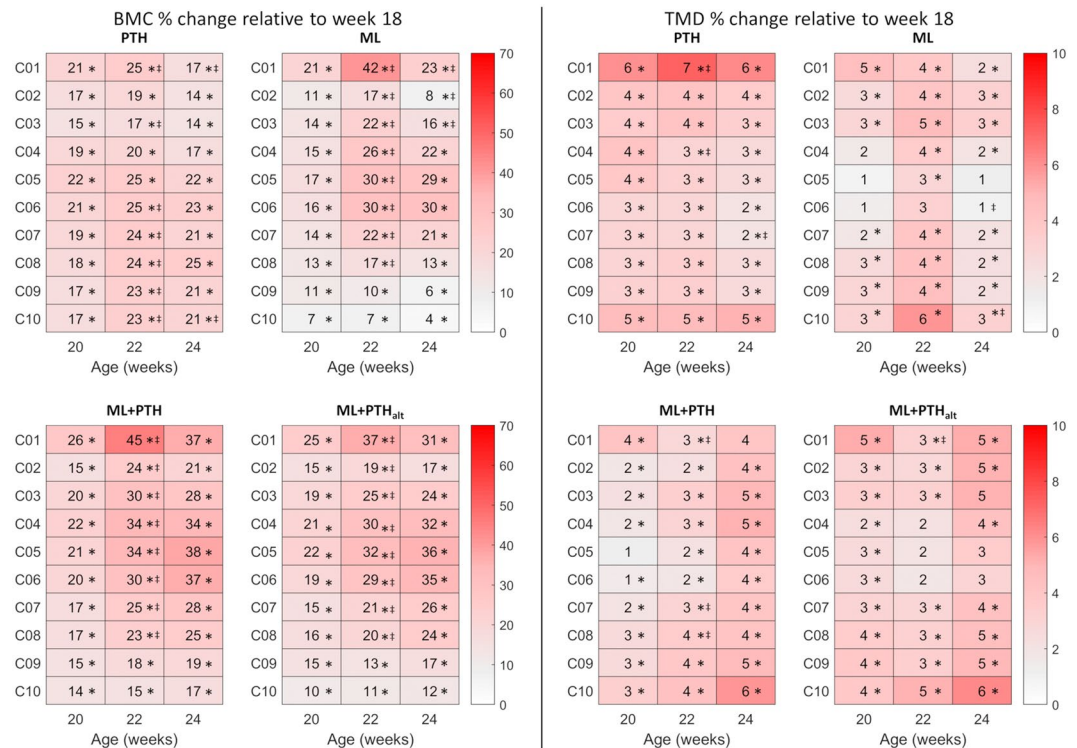 BMC % change relative to week 18
PTH
ML
C01 21 * 25 *‡ 17 *‡
C02 17 * 19 * 14 *
C03 15 * 17 *‡ 14 *
C04 19 * 20 * 17 *
C05 22 * 25 * 22 *
C06 21 * 25 *‡ 23 *
C07 19 * 24 *‡ 21 *
C08 18 * 24 *‡ 25 *
C09 17 * 23 *‡ 21 *
C10 17 * 23 *‡ 21 *‡
20 22 24
Age (weeks)
C01 21 * 42 *‡ 23 *‡
C02 11 * 17 *‡ 8 *‡
C03 14 * 22 *‡ 16 *‡
C04 15 * 26 *‡ 22 *
C05 17 * 30 *‡ 29 *
C06 16 * 30 *‡ 30 *
C07 14 * 22 *‡ 21 *
C08 13 * 17 *‡ 13 *
C09 11 * 10 * 6 *
C10 7 * 7 * 4 *
20 22 24
Age (weeks)
70
60
50
40
30
20
10
0
TMD % change relative to week 18
PTH
ML
C01 6 * 7 *‡ 6 *
C02 4 * 4 * 4 *
C03 4 * 4 * 3 *
C04 4 * 3 *‡ 3 *
C05 4 * 3 * 3 *
C06 3 * 3 * 2 *
C07 3 * 3 * 2 *‡
C08 3 * 3 * 3 *
C09 3 * 3 * 3 *
C10 5 * 5 * 5 *
20 22 24
Age (weeks)
C01 5 * 4 * 2 *
C02 3 * 4 * 3 *
C03 3 * 5 * 3 *
C04 2 4 * 2 *
C05 1 3 * 1
C06 1 3 1 ‡
C07 2 * 4 * 2 *
C08 3 * 4 * 2 *
C09 3 * 4 * 2 *
C10 3 * 6 * 3 *‡
20 22 24
Age (weeks)
10
8
6
4
2
0
ML+PTH
ML+PTHalt
C01 26 * 45 *‡ 37 *
C02 15 * 24 *‡ 21 *
C03 20 * 30 *‡ 28 *
C04 22 * 34 *‡ 34 *
C05 21 * 34 *‡ 38 *
C06 20 * 30 *‡ 37 *
C07 17 * 25 *‡ 28 *
C08 17 * 23 *‡ 25 *
C09 15 * 18 * 19 *
C10 14 * 15 * 17 *
20 22 24
Age (weeks)
C01 25 * 37 *‡ 31 *
C02 15 * 19 *‡ 17 *
C03 19 * 25 *‡ 24 *
C04 21 * 30 *‡ 32 *
C05 22 * 32 *‡ 36 *
C06 19 * 29 *‡ 35 *
C07 15 * 21 *‡ 26 *
C08 16 * 20 *‡ 24 *
C09 15 * 13 * 17 *
C10 10 * 11 * 12 *
20 22 24
Age (weeks)
70
60
50
40
30
20
10
0
ML+PTH
ML+PTHalt
C01 4 * 3 *‡ 4
C02 2 * 2 * 4 *
C03 2 * 3 * 5 *
C04 2 * 3 * 5 *
C05 1 2 * 4 *
C06 1 * 2 * 4 *
C07 2 * 3 *‡ 4 *
C08 3 * 4 *‡ 4 *
C09 3 * 4 * 5 *
C10 3 * 4 * 6 *
20 22 24
Age (weeks)
C01 5 * 3 *‡ 5 *
C02 3 * 3 * 5 *
C03 3 * 3 * 5
C04 2 * 2 4 *
C05 3 * 2 3
C06 3 * 2 3
C07 3 * 3 * 4 *
C08 4 * 3 * 5 *
C09 4 * 3 * 5 *
C10 4 * 5 * 6 *
20 22 24
Age (weeks)
10
8
6
4
2
0